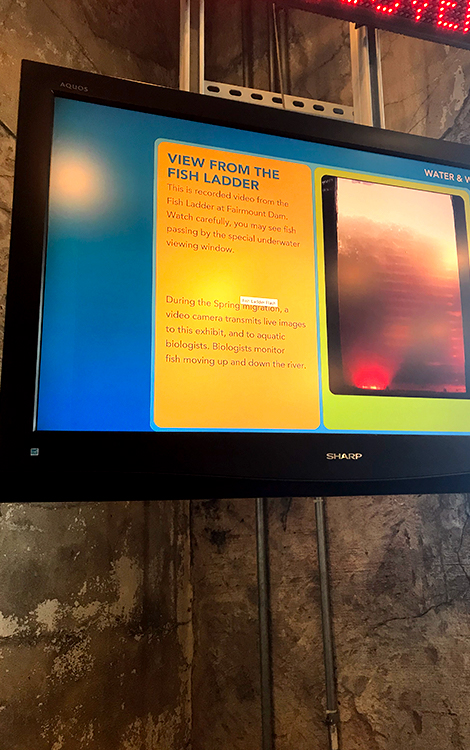 AQUOS
VIEW FROM THE
FISH LADDER
This is recorded video from the
Fish Ladder at Fairmount Dam.
Watch carefully, you may see fish
passing by the special underwater
viewing window.
During the Spring migration, a
video camera transmits live images
to this exhibit, and to aquatic
biologists. Biologists monitor
fish moving up and down the river.
WATER & W
SHARP